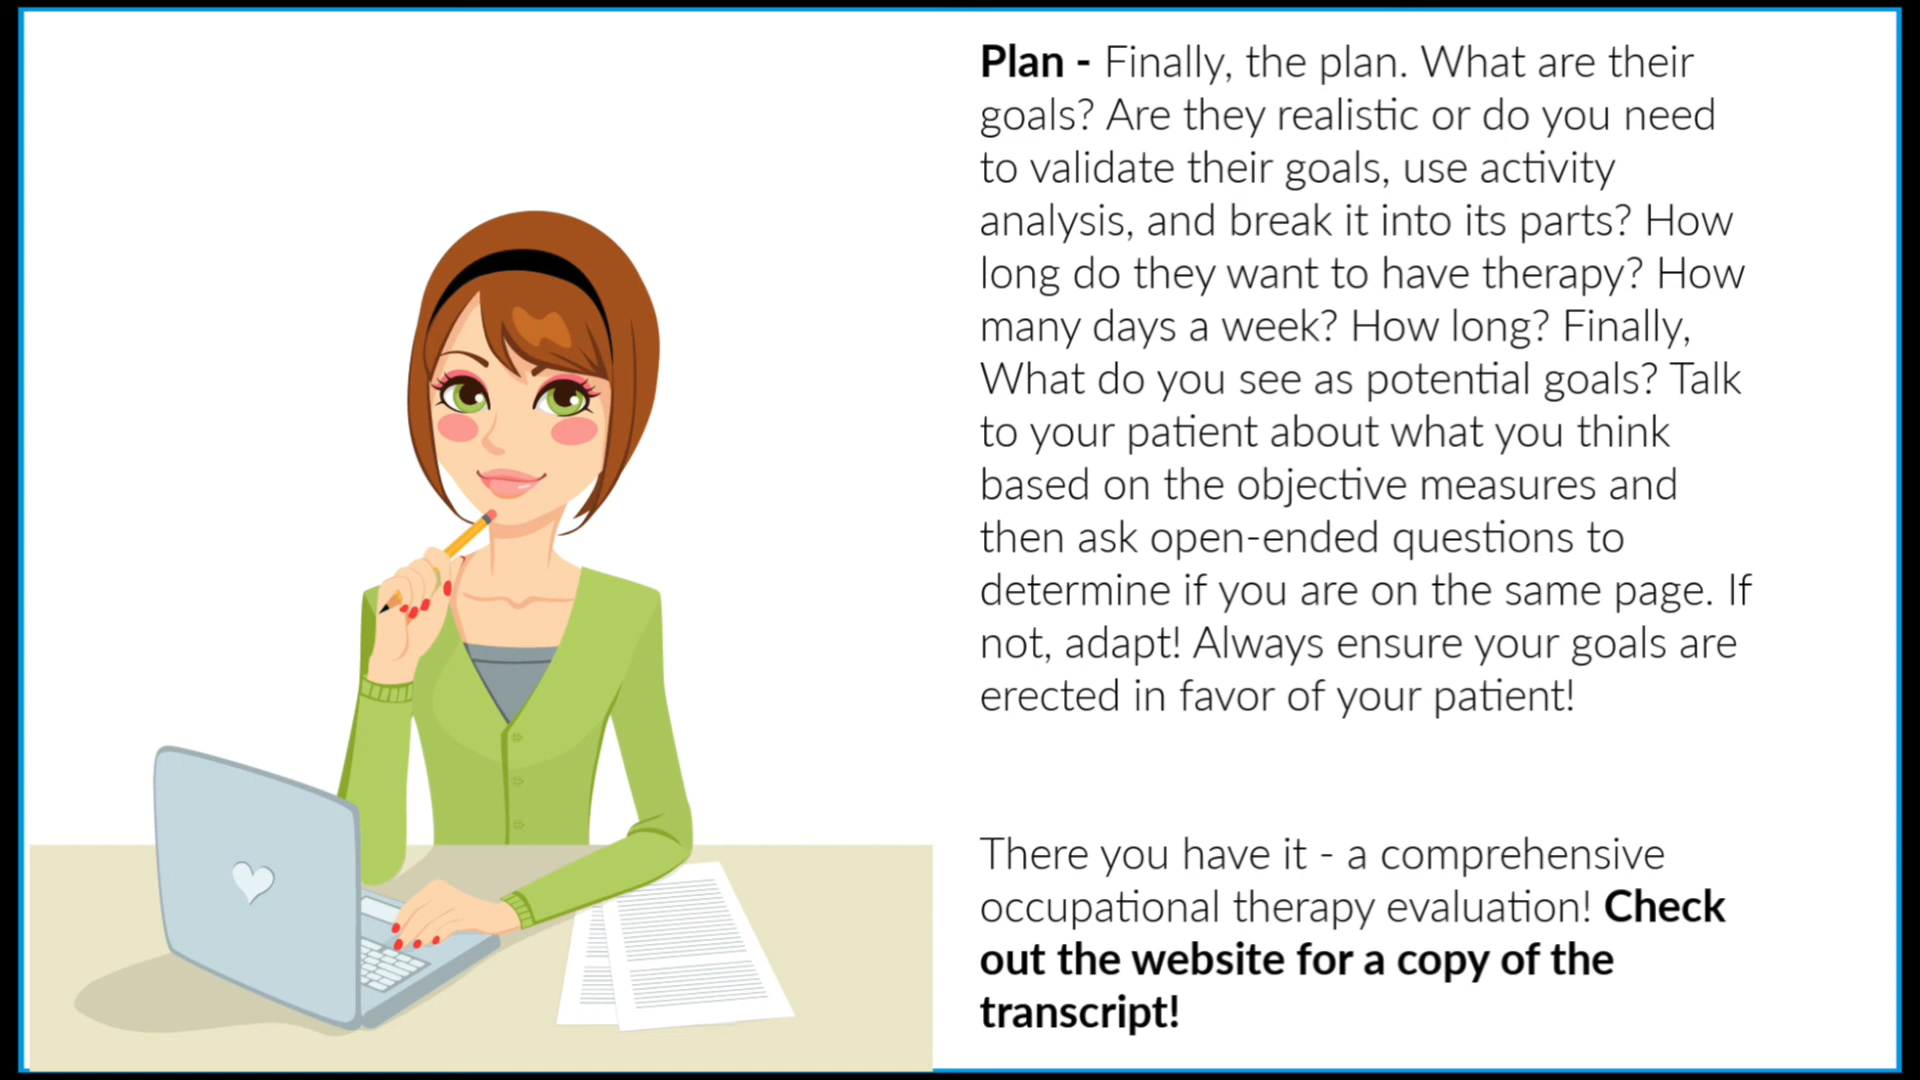 Plan - Finally, the plan. What are their
goals? Are they realistic or do you need
to validate their goals, use activity
analysis, and break it into its parts? How
long do they want to have therapy? How
many days a week? How long? Finally,
What do you see as potential goals? Talk
to your patient about what you think
based on the objective measures and
then ask open-ended questions to
determine if you are on the same page. If
not, adapt! Always ensure your goals are
erected in favor of your patient!
There you have it - a comprehensive
occupational therapy evaluation! Check
out the website for a copy of the
transcript!